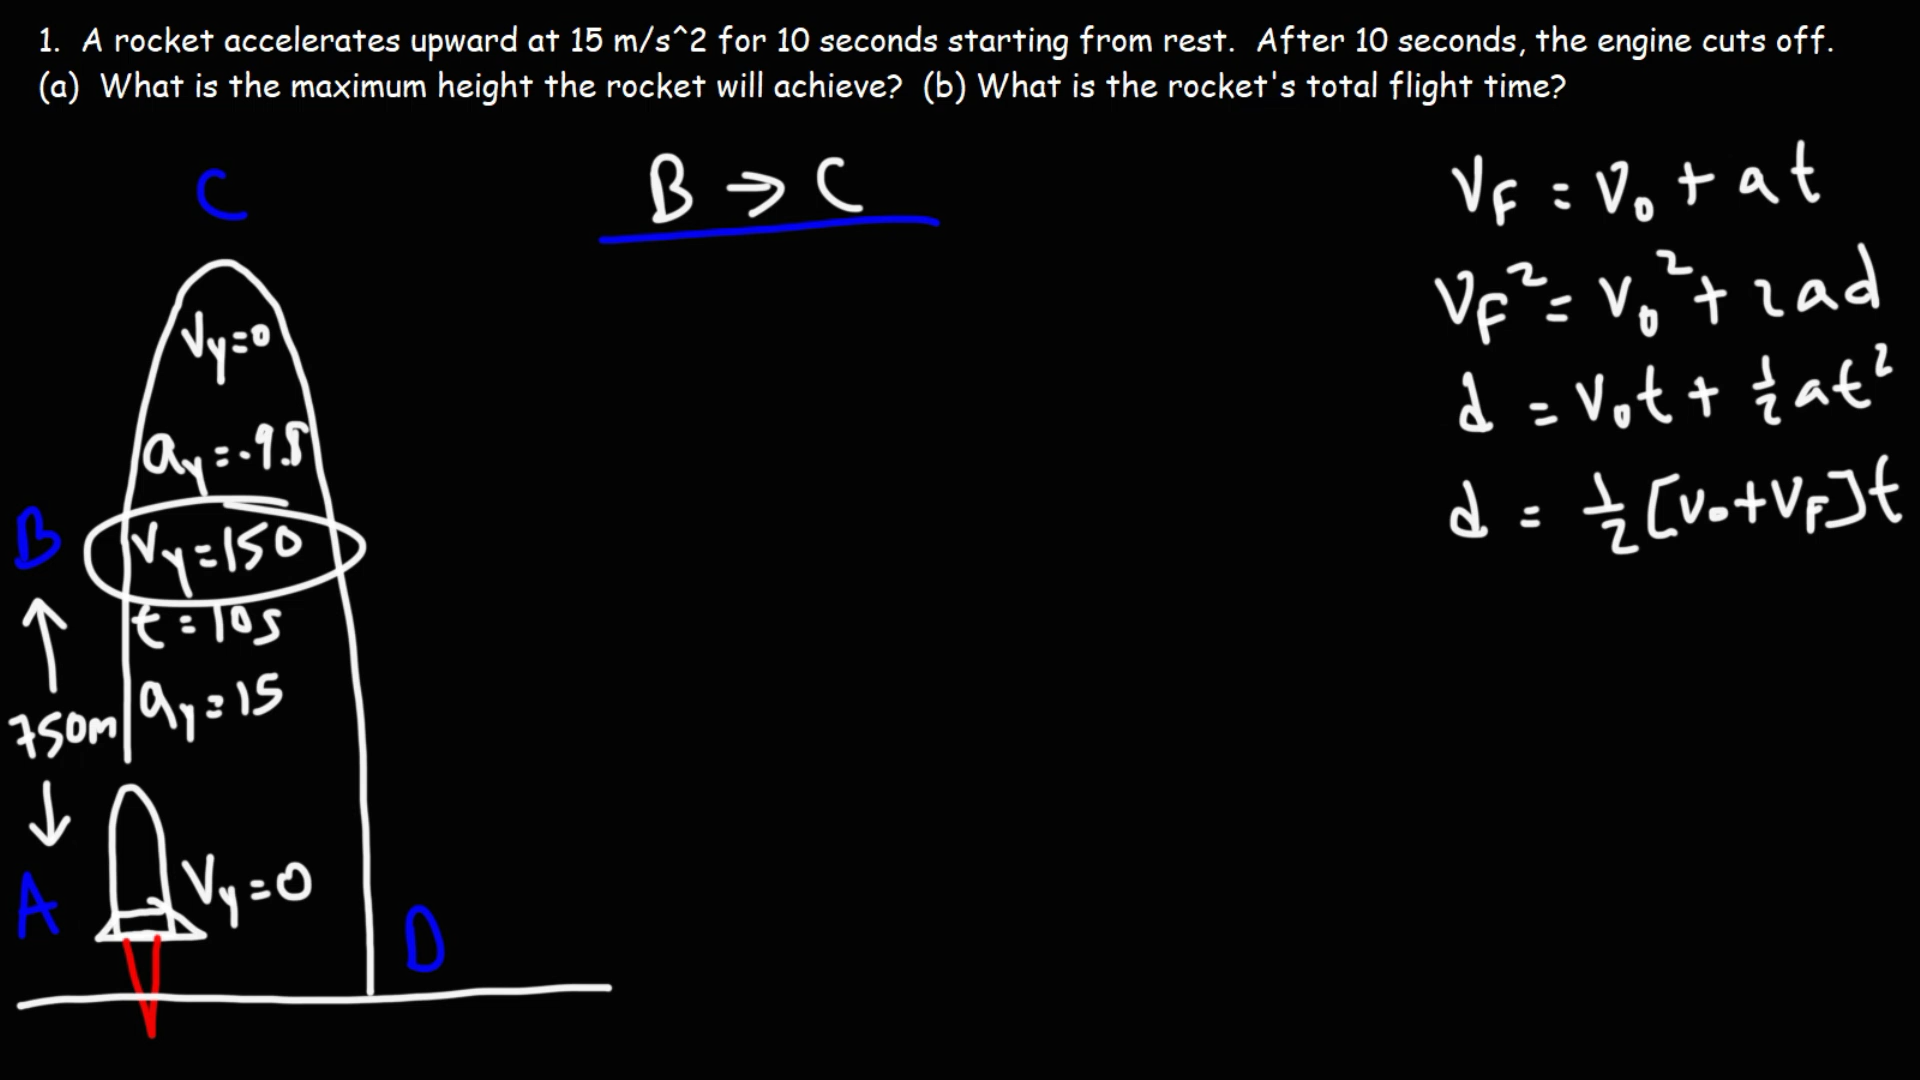 1. A rocket accelerates upward at 15 m/s^2 for 10 seconds starting from rest. After 10 seconds, the engine cuts off.
(a) What is the maximum height the rocket will achieve? (b) What is the rocket's total flight time?
C
B → C
Vy=0
ay=-9.8
B
Vy=150
t=10s
ay=15
750m
A
Vy=0
D
VF = V0 + at
VF² = V0² + 2ad
d = V0t + ½at²
d = ½[V0+VF]t